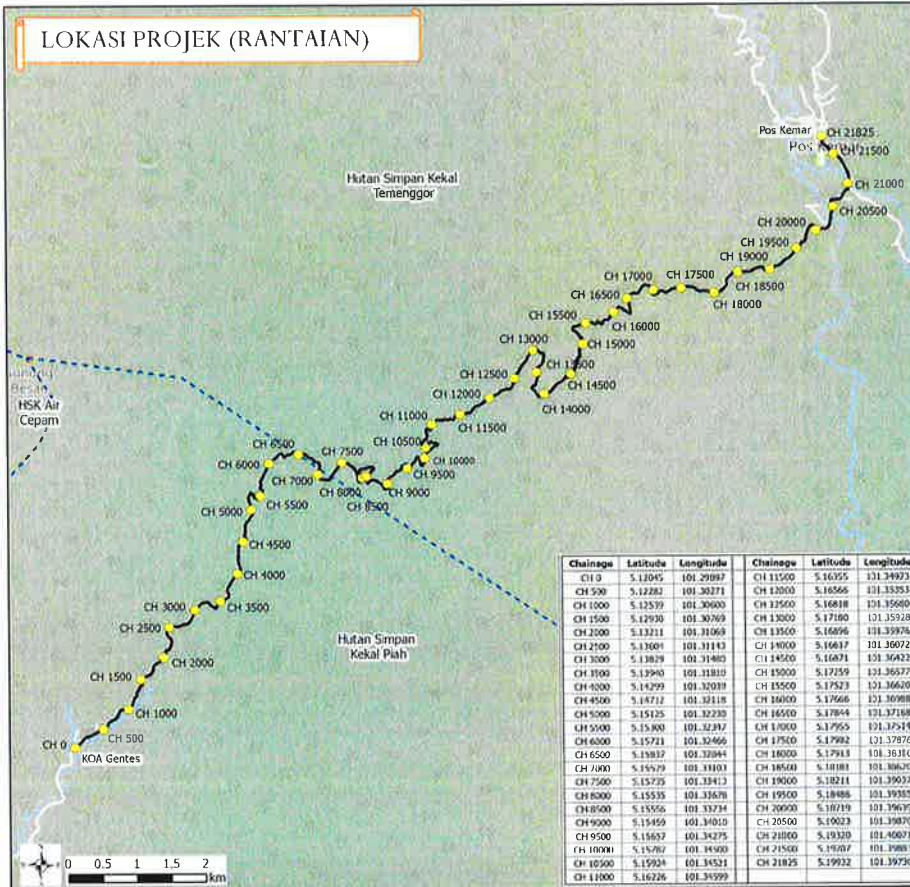 LOKASI PROJEK (RANTAIAN)
Pos Kemar
CH 21825
CH 21500
CH 21000
CH 20500
CH 20000
CH 19500
CH 19000
CH 18500
CH 18000
CH 17500
CH 17000
CH 16500
CH 16000
CH 15500
CH 15000
CH 14500
CH 14000
CH 13000
CH 12500
CH 12000
CH 11500
CH 11000
CH 10500
CH 10000
CH 9500
CH 9000
CH 8500
CH 8000
CH 7500
CH 7000
CH 6500
CH 6000
CH 5500
CH 5000
CH 4500
CH 4000
CH 3500
CH 3000
CH 2500
CH 2000
CH 1500
CH 1000
CH 500
CH 0
KOA Gentes
Hutan Simpan Kekal
Temenggor
HSK Air
Cepam
Hutan Simpan
Kekal Piah
0 0.5 1 1.5 2
km
Chainage Latitude Longitude Chainage Latitude Longitude
CH 0 5.12045 CH 11500 5.16355
CH 500 5.12282 101.30271 CH 12000 5.16566
CH 1000 5.12539 101.30600 CH 12500 5.16818
CH 1500 5.12930 101.30769 CH 13000 5.17180
CH 2000 5.13211 101.31069 CH 13500 5.16896
CH 2500 5.13604 101.31143 CH 14000 5.16617
CH 3000 5.13829 101.31480 CH 14500 5.16871
CH 3500 5.13940 101.31810 CH 15000 5.17259
CH 4000 5.14299 CH 15500 5.17523
CH 4500 5.14712 101.32118 CH 16000 5.17666
CH 5000 5.15125 101.32230 CH 16500 5.17844
CH 5500 5.15300 101.32347 CH 17000 5.17955
CH 6000 5.15721 101.32466 CH 17500 5.17982
CH 6500 5.15837 CH 18000 5.17913
CH 7000 5.15579 101.33103 CH 18500
CH 7500 5.15735 101.33413 CH 19000 5.18211
CH 8000 5.15535 101.33678 CH 19500 5.18486
CH 8500 5.15556 101.33734 CH 20000 5.18719
CH 9000 5.15459 101.34010 CH 20500
CH 9500 5.15657 101.34275 CH 21000 5.19320
CH 10000 5.15787 101.34500 CH 21500
CH 10500 5.15924 101.34521 CH 21825 5.19932
CH 11000 5.16226 101.34599